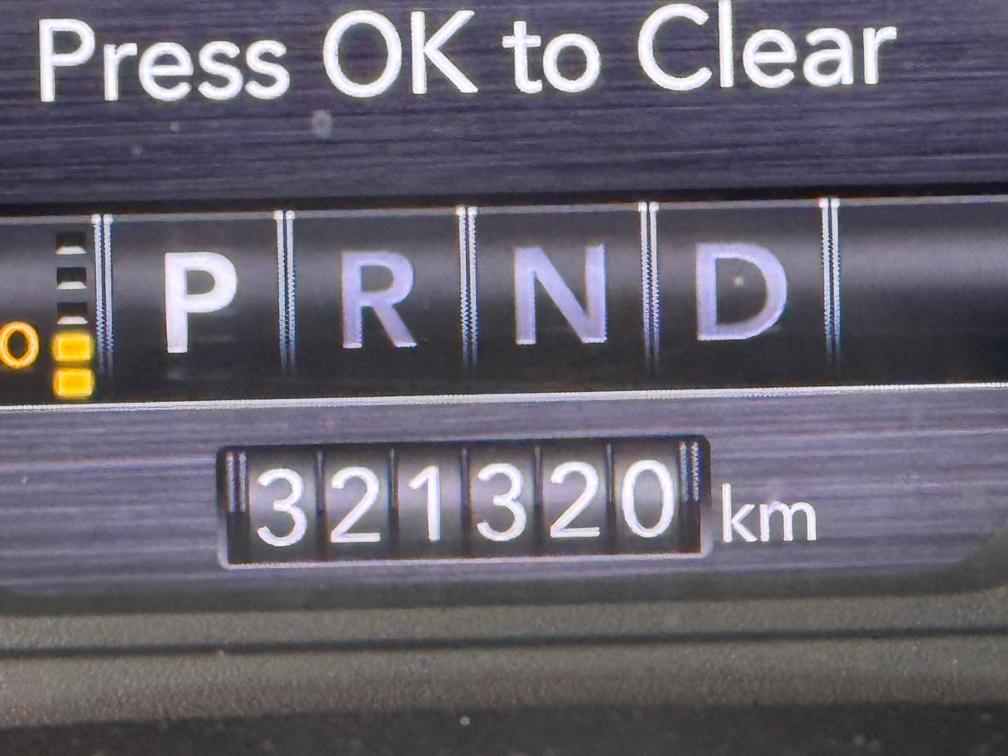 Press OK to Clear
P R N D
321320 km